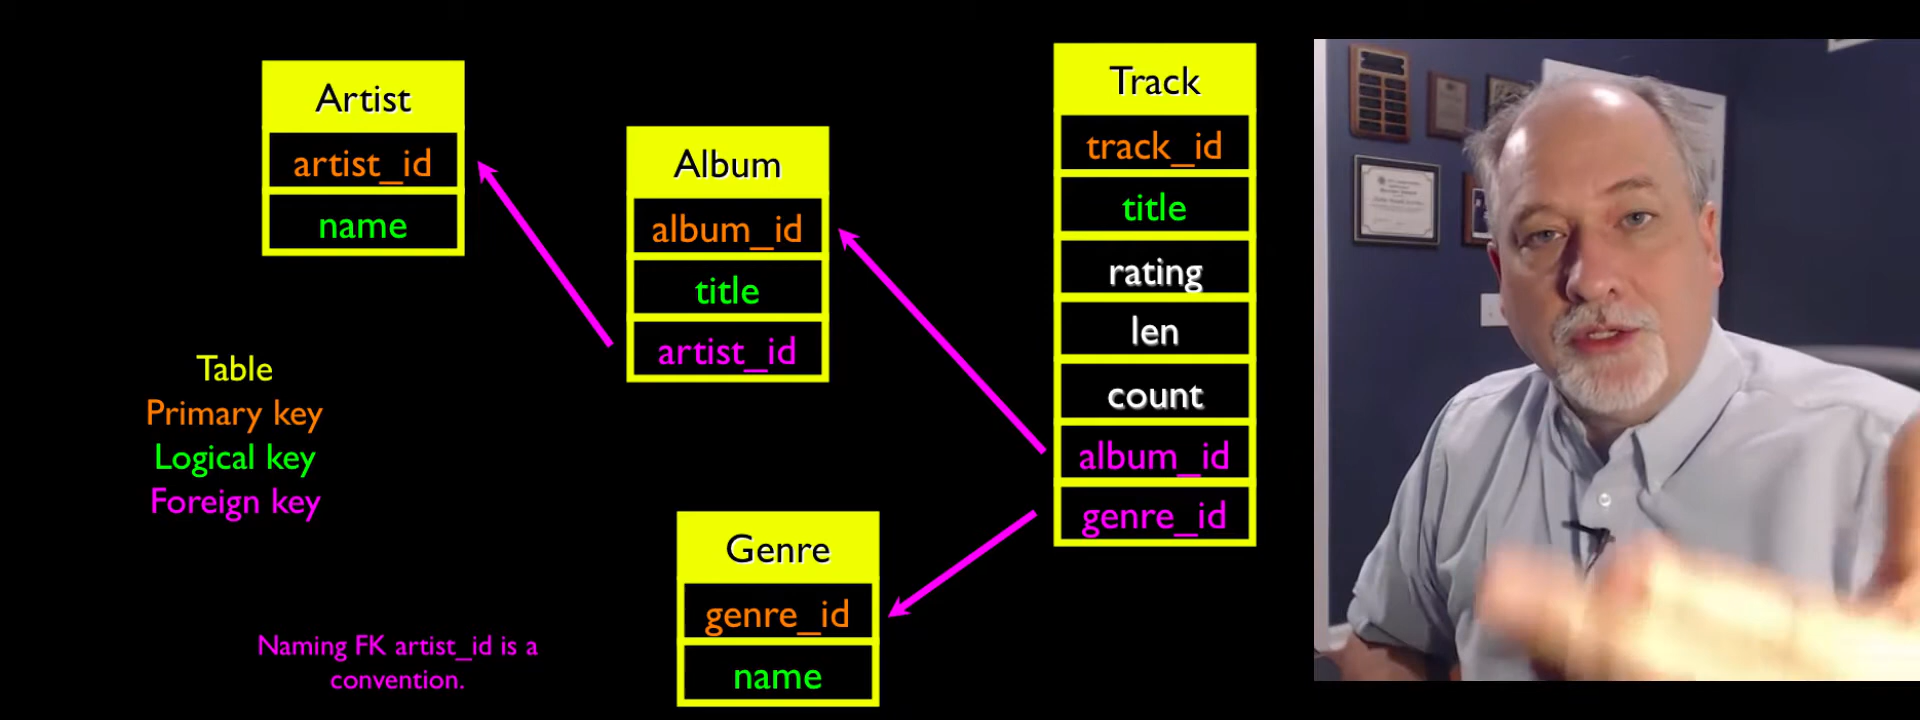 Artist
artist_id
name
Album
album_id
title
artist_id
Track
track_id
title
rating
len
count
album_id
genre_id
Genre
genre_id
name
Table
Primary key
Logical key
Foreign key
Naming FK artist_id is a
convention.